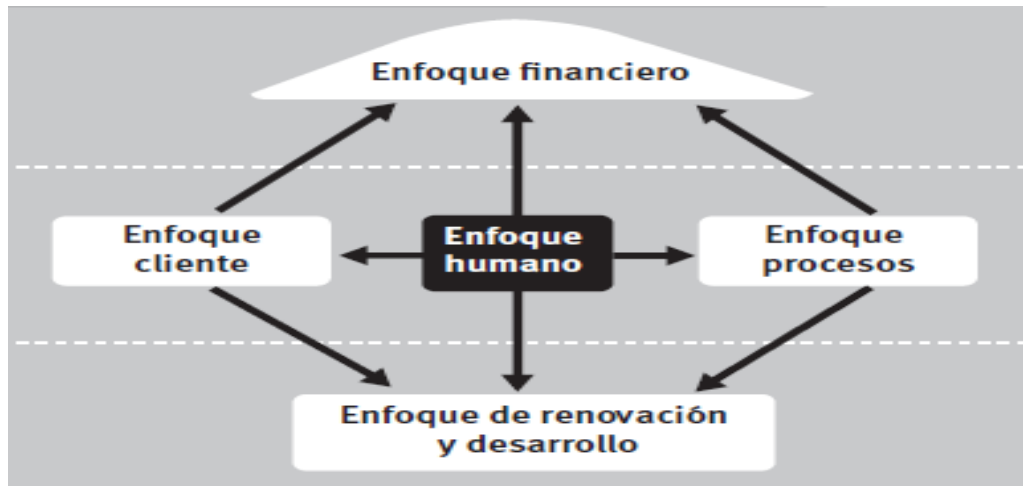 Enfoque financiero
Enfoque
cliente
Enfoque
humano
Enfoque
procesos
Enfoque de renovación
y desarrollo